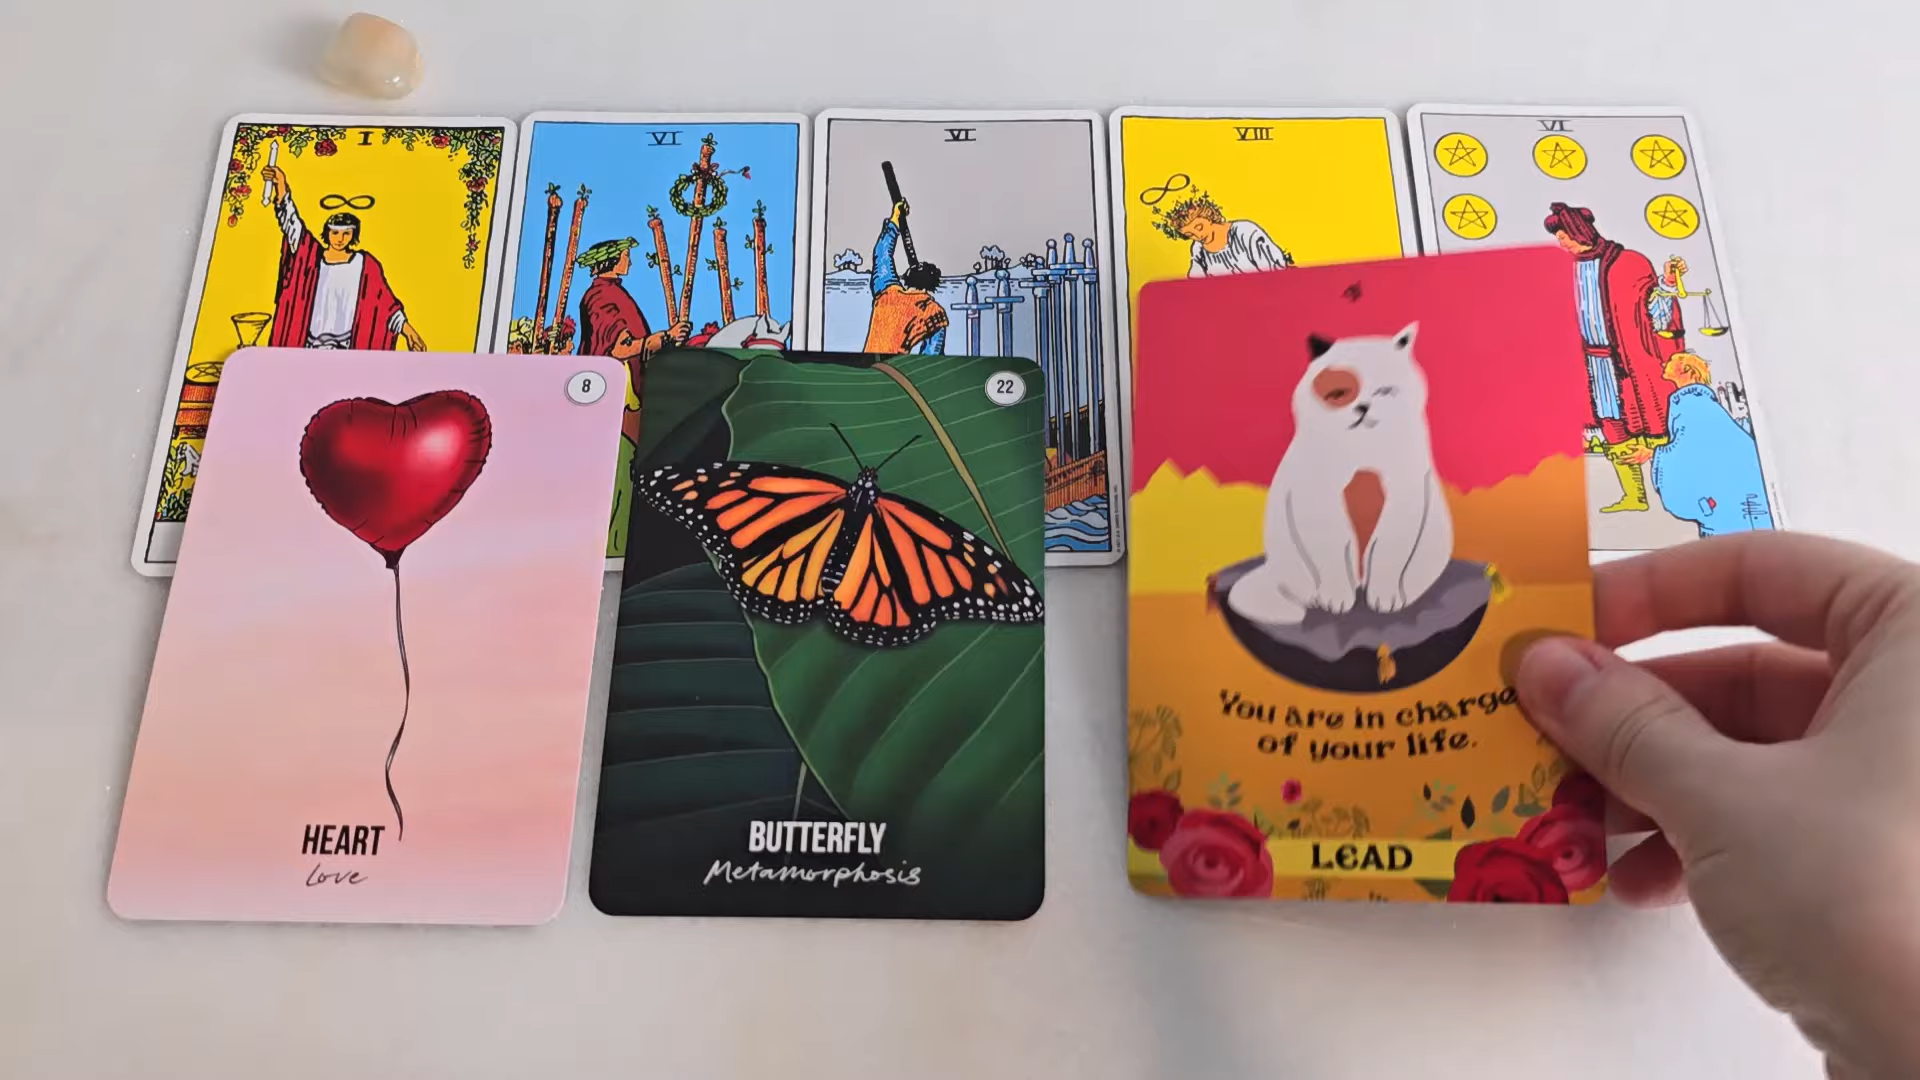 I
VI
VI
VIII
VI
8
22
You are in charge
of your life.
HEART
Love
BUTTERFLY
Metamorphosis
LEAD